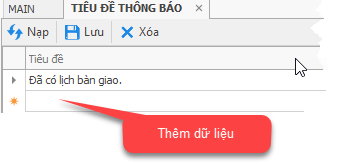 MAIN TIÊU ĐỀ THÔNG BÁO
Nạp Lưu Xóa
Tiêu đề
Đã có lịch bàn giao.
Thêm dữ liệu